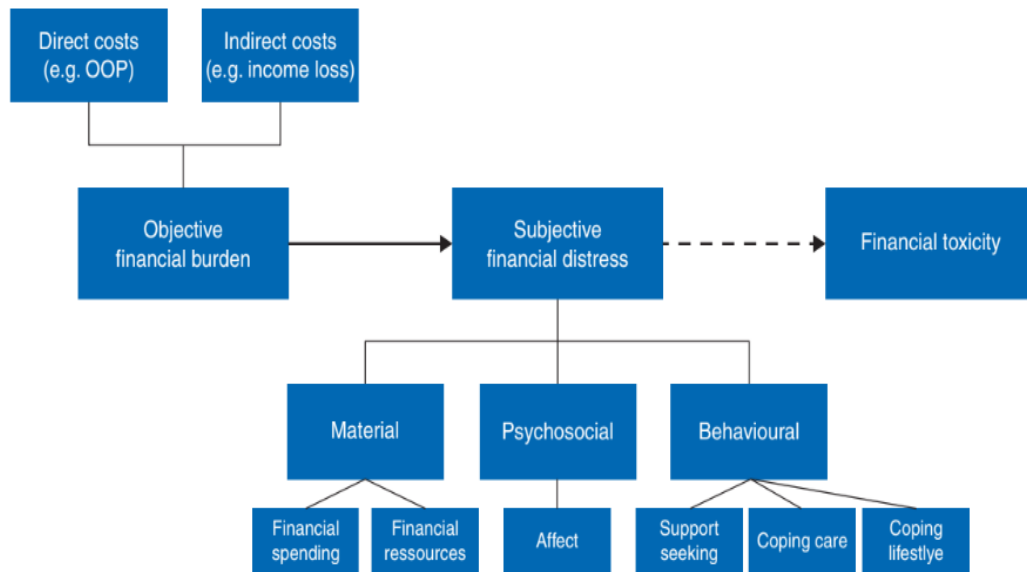 Direct costs
(e.g. OOP)
Indirect costs
(e.g. income loss)
Objective
financial burden
Subjective
financial distress
Financial toxicity
Material
Psychosocial
Behavioural
Financial
spending
Financial
ressources
Affect
Support
seeking
Coping care
Coping
lifestlye